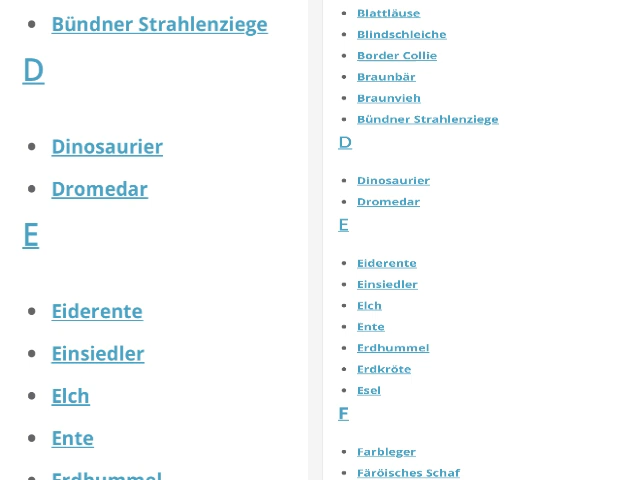 Bündner Strahlenziege
D
Dinosaurier
Dromedar
E
Eiderente
Einsiedler
Elch
Ente
Erdhummel
Blattläuse
Blindschleiche
Border Collie
Braunbär
Braunvieh
Bündner Strahlenziege
D
Dinosaurier
Dromedar
E
Eiderente
Einsiedler
Elch
Ente
Erdhummel
Erdkröte
Esel
F
Farbleger
Färöisches Schaf